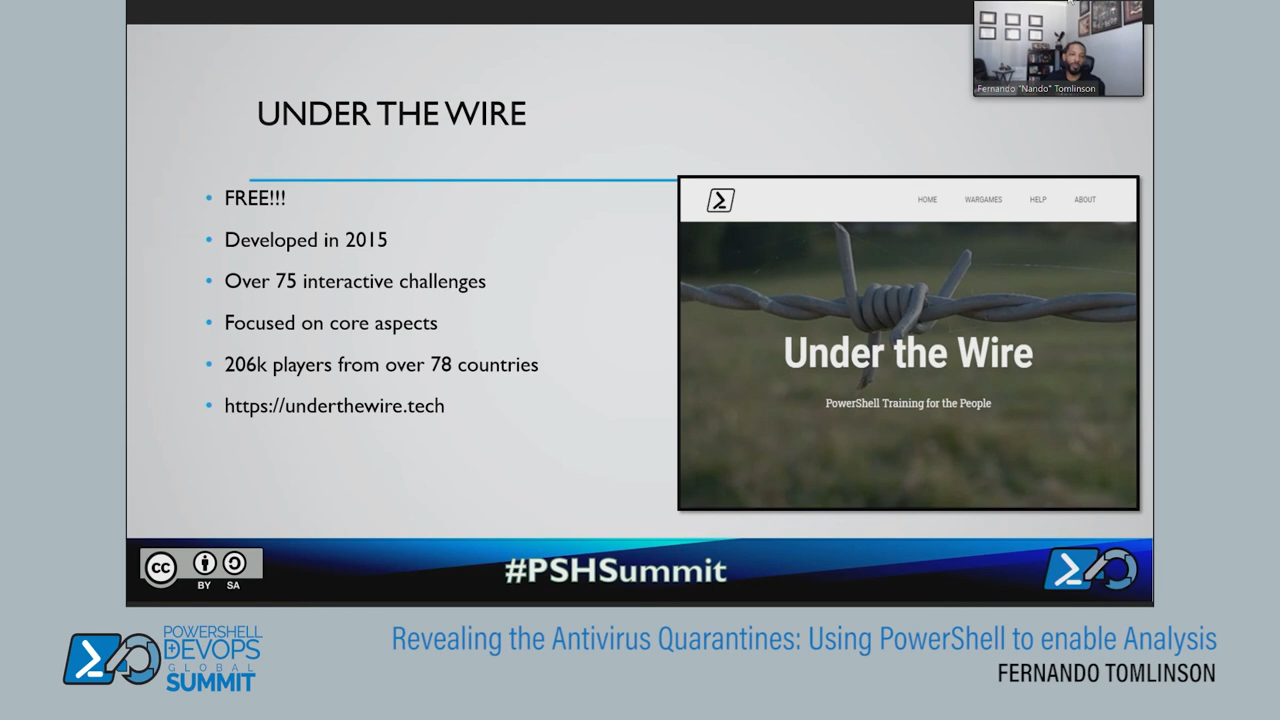 Fernando "Nando" Tomlinson
UNDER THE WIRE
• FREE!!!
• Developed in 2015
• Over 75 interactive challenges
• Focused on core aspects
• 206k players from over 78 countries
• https://underthewire.tech
HOME WARGAMES HELP ABOUT
Under the Wire
PowerShell Training for the People
cc
BY SA
#PSHSummit
POWERSHELL
DEVOPS
GLOBAL
SUMMIT
Revealing the Antivirus Quarantines: Using PowerShell to enable Analysis
FERNANDO TOMLINSON